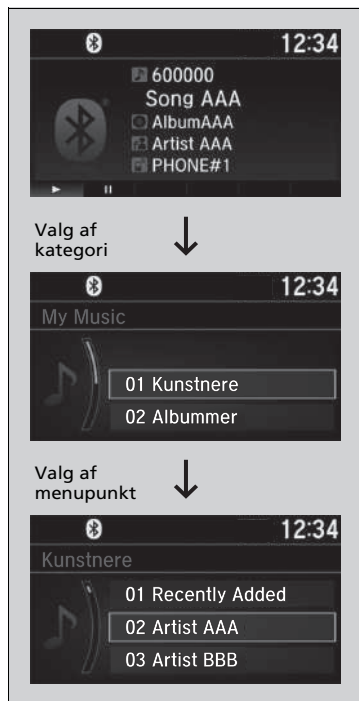 12:34
600000
Song AAA
AlbumAAA
Artist AAA
PHONE#1
Valg af
kategori
12:34
My Music
01 Kunstnere
02 Albummer
Valg af
menupunkt
12:34
Kunstnere
01 Recently Added
02 Artist AAA
03 Artist BBB